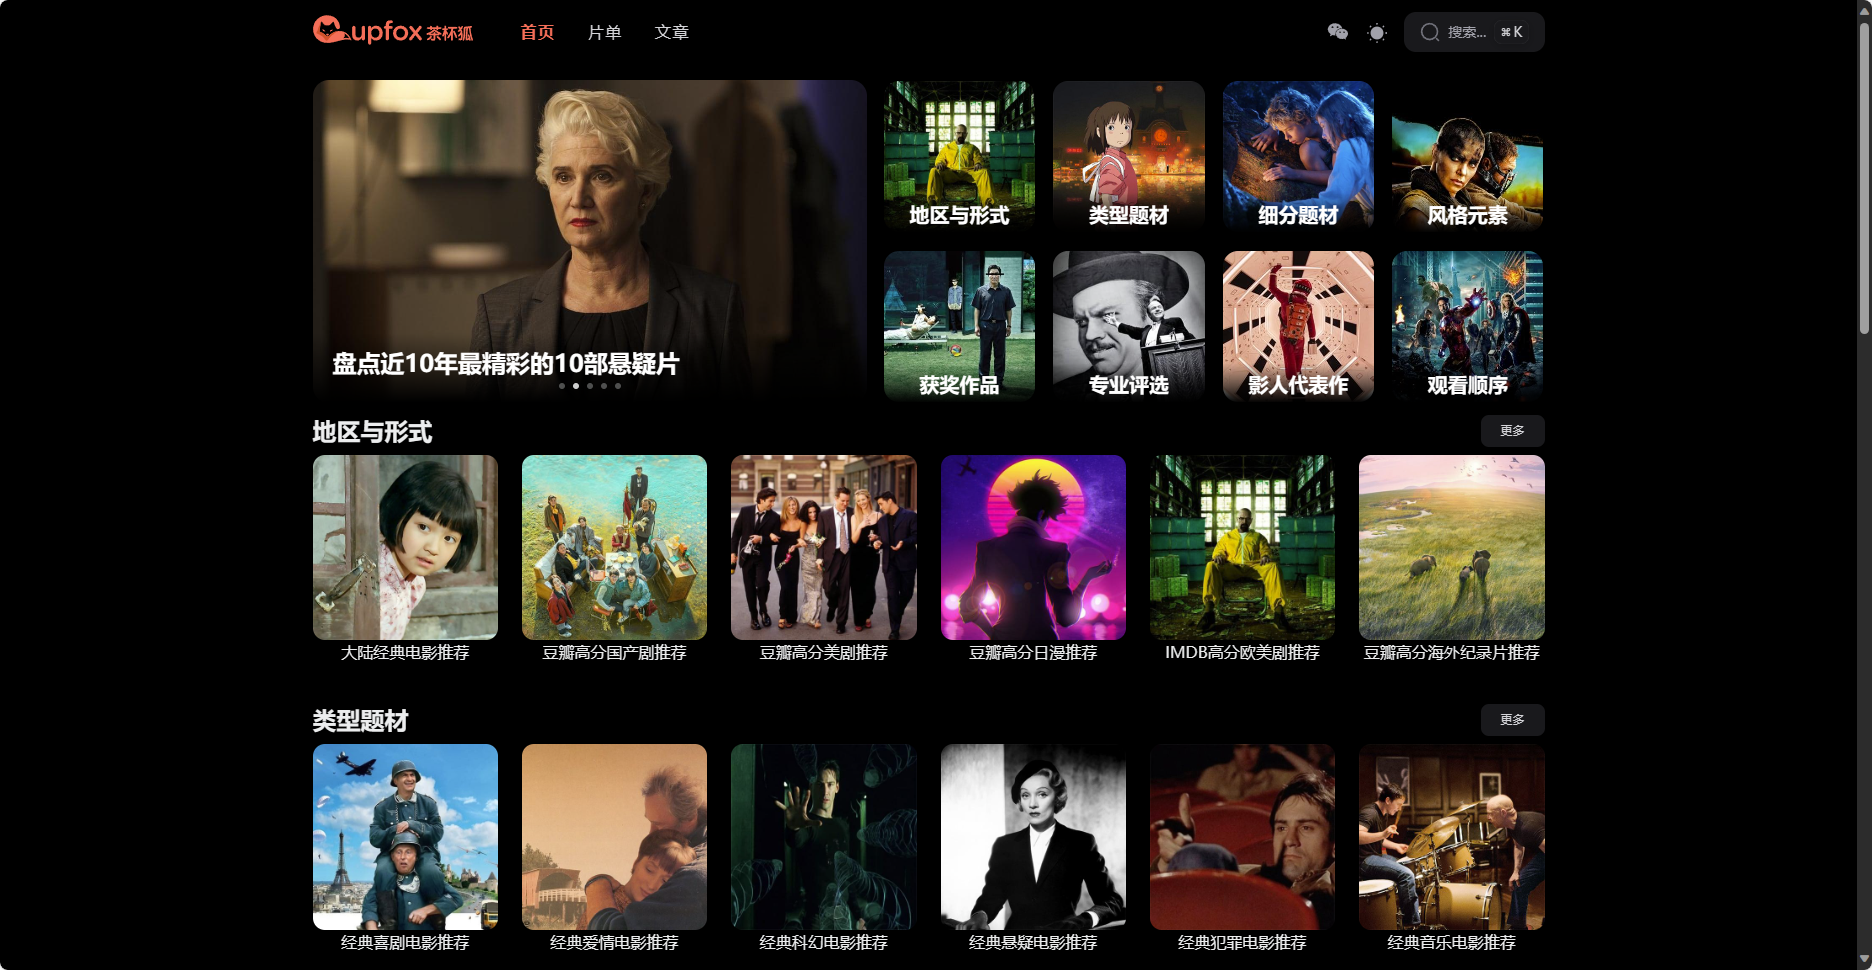 Cupfox 茶杯狐
首页
片单
文章
搜索...
⌘K
盘点近10年最精彩的10部悬疑片
地区与形式
类型题材
细分题材
风格元素
获奖作品
专业评选
影人代表作
观看顺序
地区与形式
更多
大陆经典电影推荐
豆瓣高分国产剧推荐
豆瓣高分美剧推荐
豆瓣高分日漫推荐
IMDB高分欧美剧推荐
豆瓣高分海外纪录片推荐
类型题材
更多
经典喜剧电影推荐
经典爱情电影推荐
经典科幻电影推荐
经典悬疑电影推荐
经典犯罪电影推荐
经典音乐电影推荐